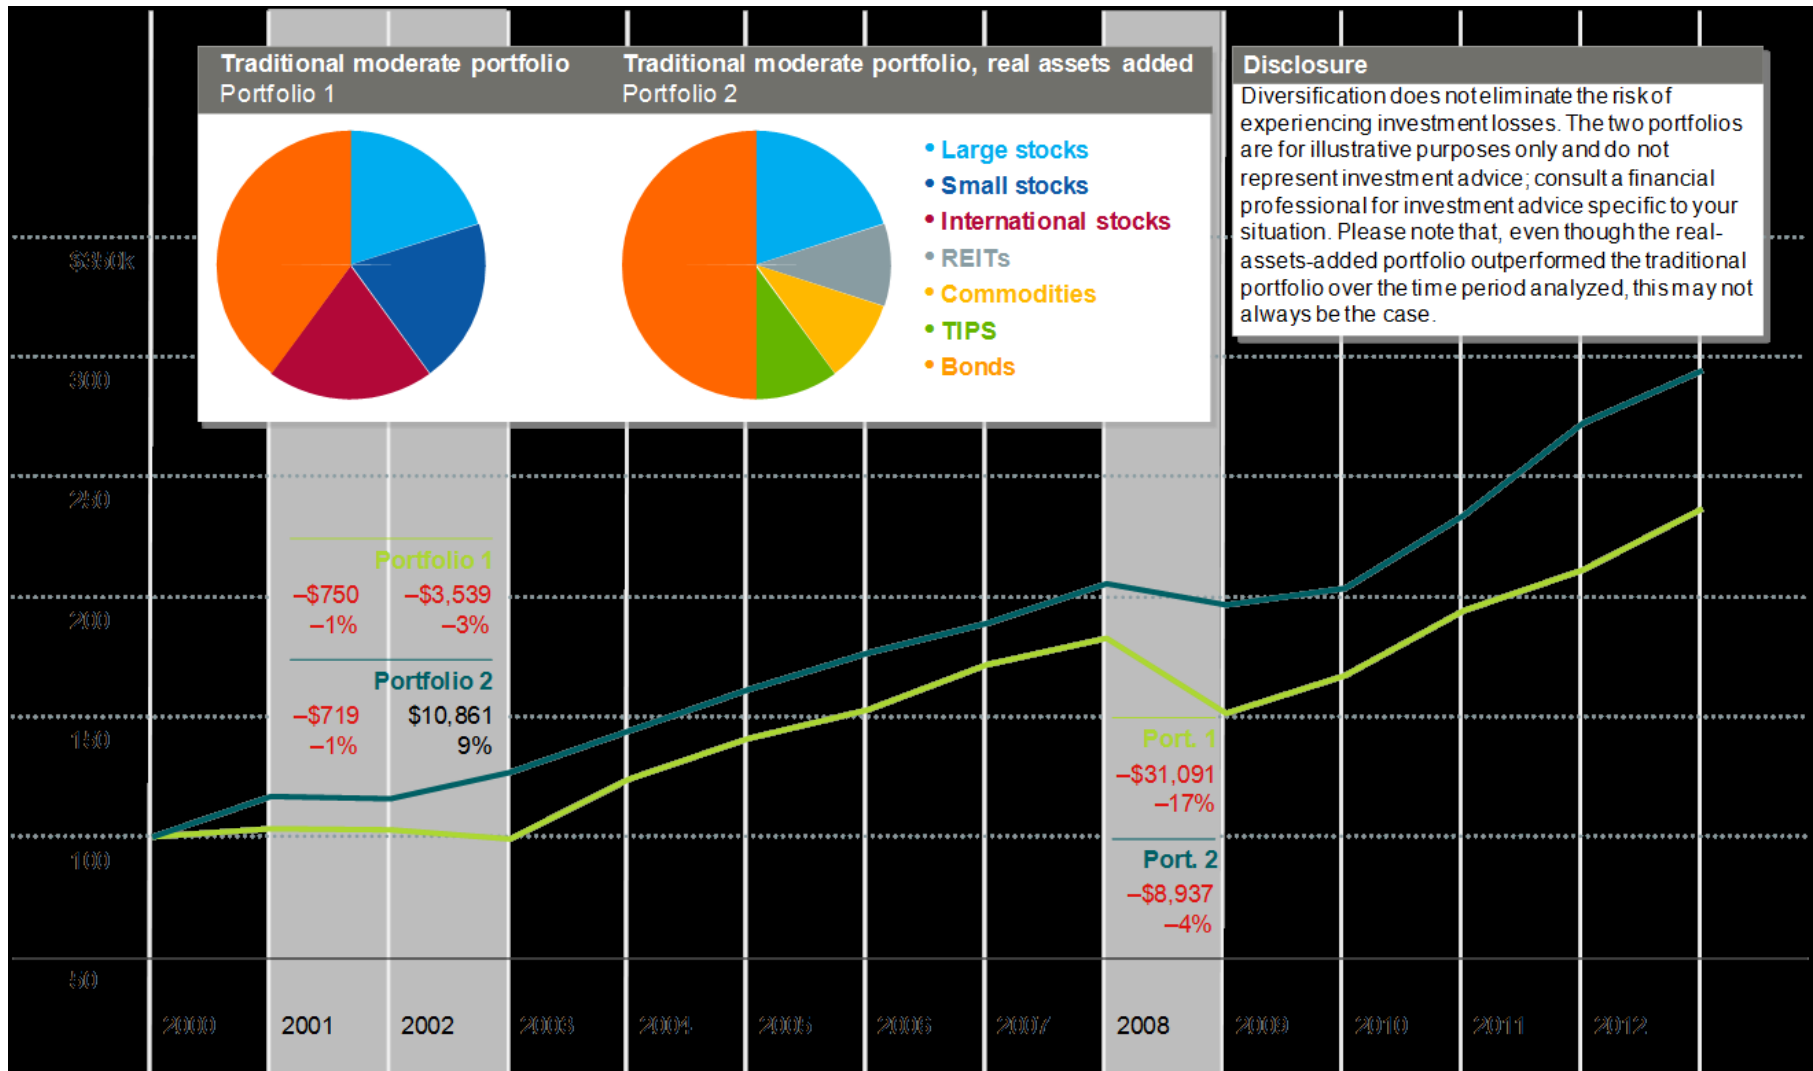 Traditional moderate portfolio
Portfolio 1
Traditional moderate portfolio, real assets added
Portfolio 2
• Large stocks
• Small stocks
• International stocks
• REITs
• Commodities
• TIPS
• Bonds
Disclosure
Diversification does not eliminate the risk of
experiencing investment losses. The two portfolios
are for illustrative purposes only and do not
represent investment advice; consult a financial
professional for investment advice specific to your
situation. Please note that, even though the real-
assets-added portfolio outperformed the traditional
portfolio over the time period analyzed, this may not
always be the case.
$350k
300
250
200
150
100
50
Portfolio 1
–$750 –$3,539
–1% –3%
Portfolio 2
–$719 $10,861
–1% 9%
Port. 1
–$31,091
–17%
Port. 2
–$8,937
–4%
2000 2001 2002 2003 2004 2005 2006 2007 2008 2009 2010 2011 2012